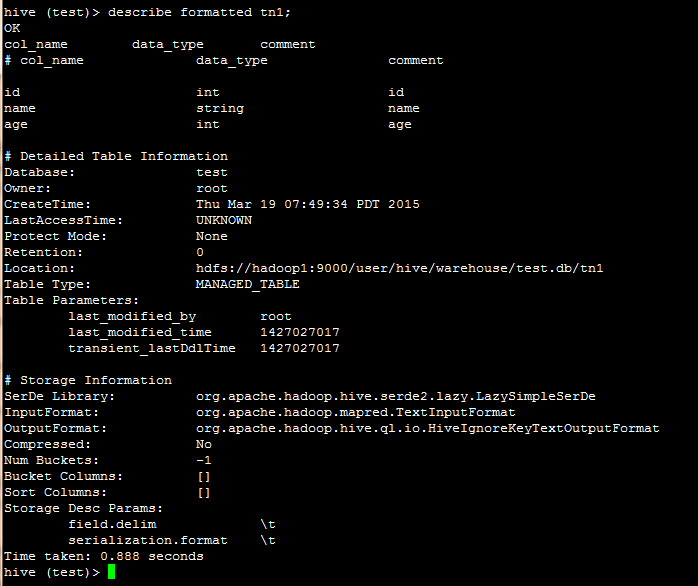 hive (test)> describe formatted tn1;
OK
col_name data_type comment
# col_name data_type comment
id int id
name string name
age int age
# Detailed Table Information
Database: test
Owner: root
CreateTime: Thu Mar 19 07:49:34 PDT 2015
LastAccessTime: UNKNOWN
Protect Mode: None
Retention: 0
Location: hdfs://hadoop1:9000/user/hive/warehouse/test.db/tn1
Table Type: MANAGED_TABLE
Table Parameters:
last_modified_by root
last_modified_time 1427027017
transient_lastDdlTime 1427027017
# Storage Information
SerDe Library: org.apache.hadoop.hive.serde2.lazy.LazySimpleSerDe
InputFormat: org.apache.hadoop.mapred.TextInputFormat
OutputFormat: org.apache.hadoop.hive.ql.io.HiveIgnoreKeyTextOutputFormat
Compressed: No
Num Buckets: -1
Bucket Columns: []
Sort Columns: []
Storage Desc Params:
field.delim \t
serialization.format \t
Time taken: 0.888 seconds
hive (test)>